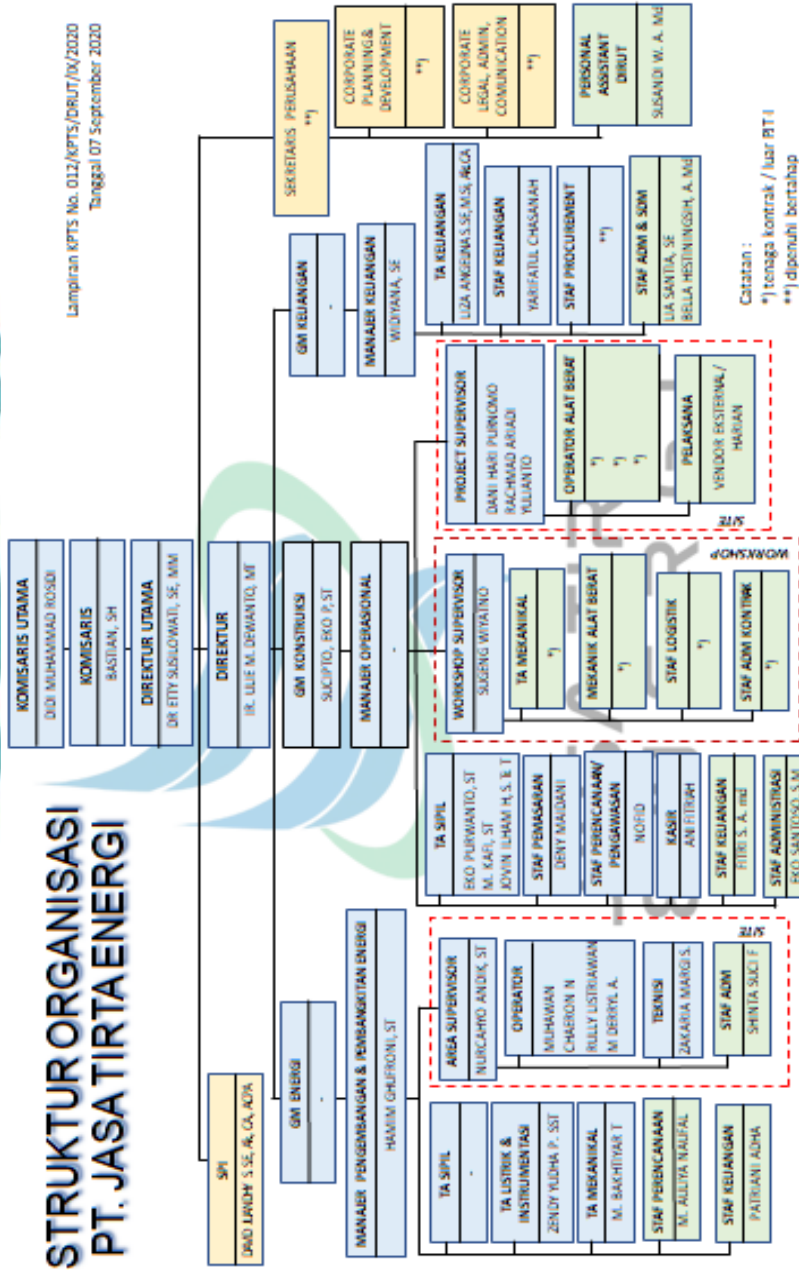 STRUKTUR ORGANISASI
PT. JASA TIRTA ENERGI
Lampiran KPTS No. 012/KPTS/DRUT/IX/2020
Tanggal 07 September 2020
KOMISARIS UTAMA
DIDI MUHAMMAD ROSIDI
KOMISARIS
BASTIAN, SH
DIREKTUR UTAMA
DR ETTY SUSILOWATI, SE, MM
DIREKTUR
IR. ULIE M. DEWANTO, MT
SPI
SEKRETARIS PERUSAHAAN
**)
CORPORATE
PLANNING &
DEVELOPMENT
**)
CORPORATE
LEGAL, ADMIN,
COMUNICATION
**)
PERSONAL
ASSISTANT
DIRUT
SUSANDI W. A. Md
GM ENERGI
-
MANAJER PENGEMBANGAN & PEMBANGKITAN ENERGI
HAMIM GHUFRONI, ST
TA SIPIL
-
TA LISTRIK &
INSTRUMENTASI
ZENDY YUDHA P. SST
TA MEKANIKAL
M. BAKHTIYAR T
STAF PERENCANAAN
M. AULIYA NAUFAL
STAF KEUANGAN
PATRIANI ADHA
AREA SUPERVISOR
NURCAHYO ANDIK, ST
OPERATOR
MUHAWAN
CHAERON N
RULLY LISTRIAWAN
M DERRYL A.
TEKNISI
ZAKARIA MARGI S.
STAF ADM
SHINTA SUCI F
SITE
GM KONSTRUKSI
SUCIPTO, EKO P, ST
MANAJER OPERASIONAL
-
TA SIPIL
EKO PURWANTO, ST
M. KAFI, ST
JOVIN ILHAM H, S. Tr T
STAF PEMASARAN
DENY MAIDANI
STAF PERENCANAAN/
PENGAWASAN
NOFID
KASIR
ANI FITRIAH
STAF KEUANGAN
FITRI S. A. md
STAF ADMINISTRASI
EKO SANTOSO, S.M
WORKSHOP SUPERVISOR
SUGENG WIYATNO
TA MEKANIKAL
*)
MEKANIK ALAT BERAT
*)
STAF LOGISTIK
*)
STAF ADM KONTRAK
*)
WORKSHOP
PROJECT SUPERVISOR
DANI HARI PURNOMO
RACHMAD ARIADI
YULIANTO
OPERATOR ALAT BERAT
*)
*)
*)
PELAKSANA
VENDOR EKSTERNAL/
HARIAN
SITE
GM KEUANGAN
-
MANAJER KEUANGAN
WIDIYANA, SE
TA KEUANGAN
STAF KEUANGAN
YARIFATUL CHASANAH
STAF PROCUREMENT
**)
STAF ADM & SDM
LIA SANTIA, SE
BELLA HESTININGSIH, A. Md
Catatan :
*) tenaga kontrak / luar PJT I
**) dipenuhi bertahap